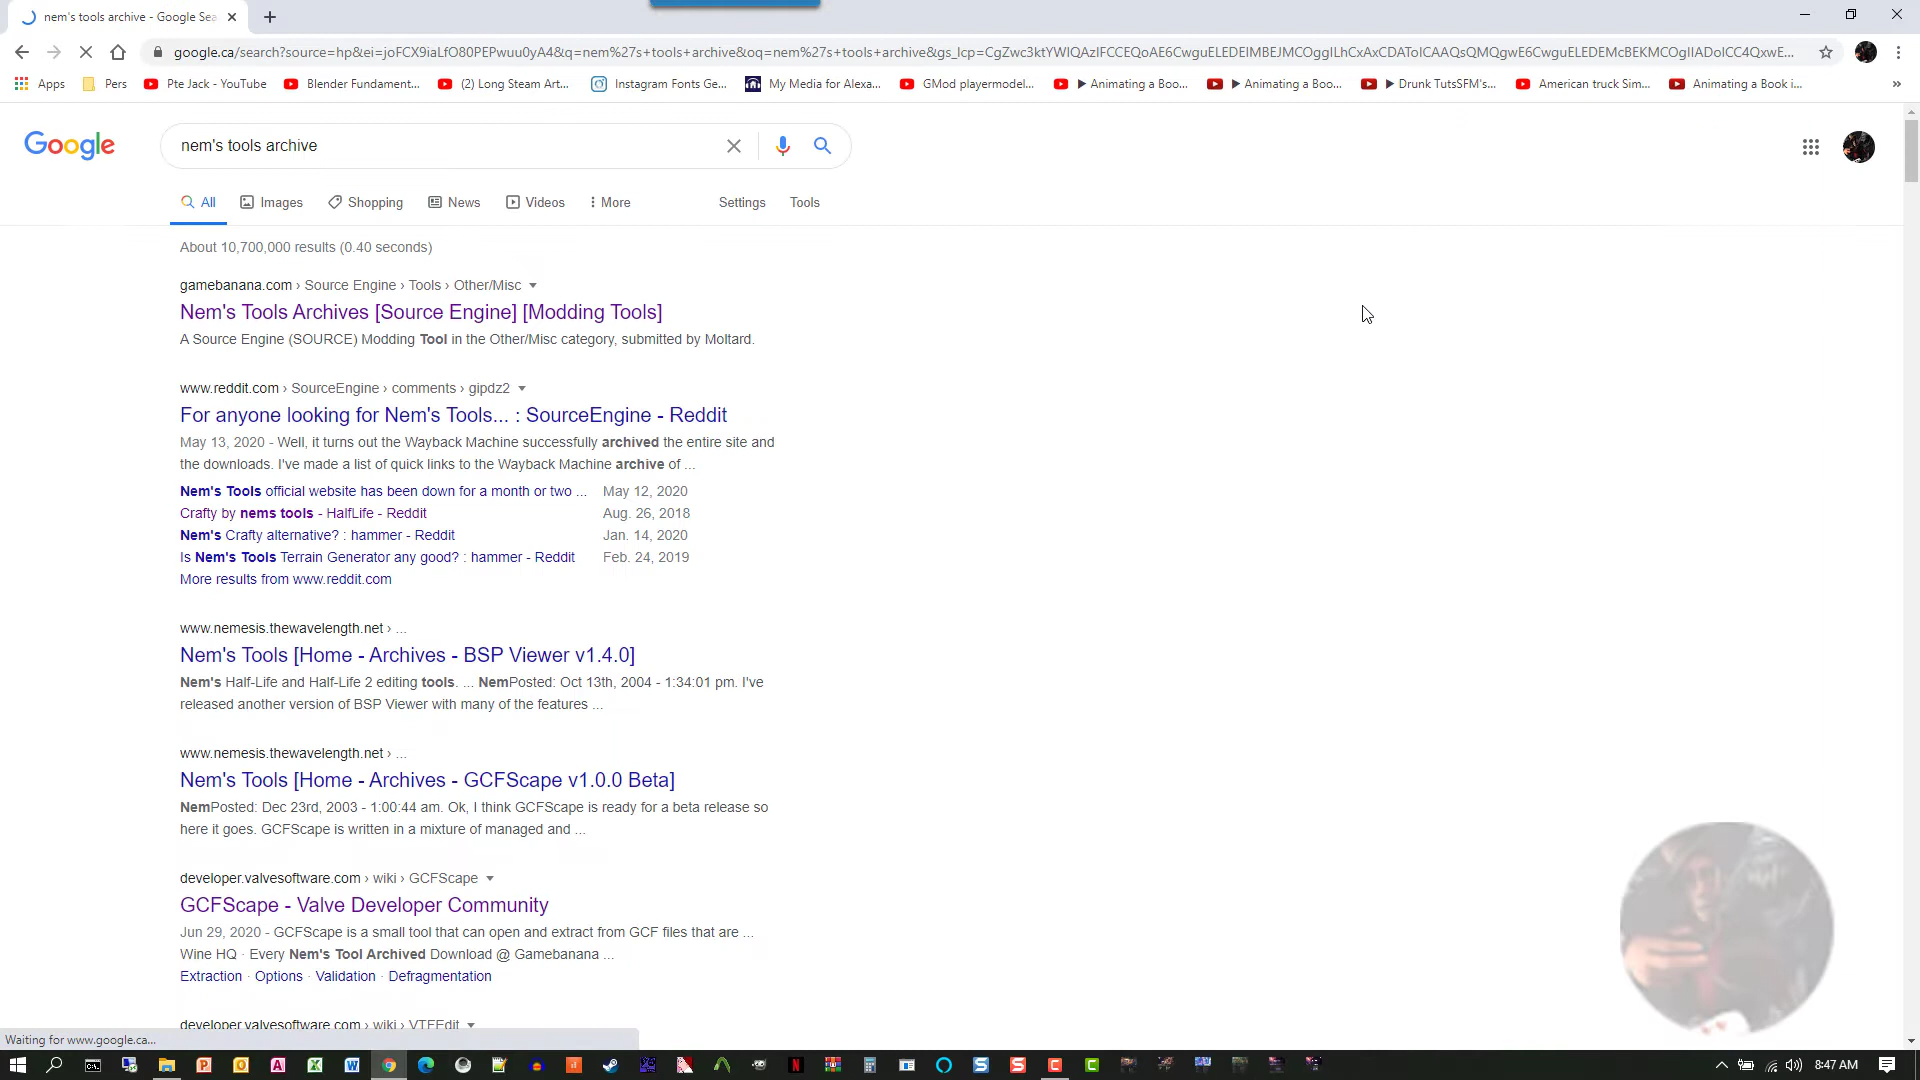 nem's tools archive - Google Sea
google.ca/search?source=hp&ei=joFCX9iaLfO80PEPwuu0yA4&q=nem%27s+tools+archive&oq=nem%27s+tools+archive&gs_lcp=CgZwc3ktYWIQAzIFCCEQoAE6CwguELEDEIMBEJMCOggILhCxAxCDAToICAAQsQMQgwE6CwguELEDEMcBEKMCOgIIADoICC4QxwE...
Apps
Pers
Pte Jack - YouTube
Blender Fundament...
(2) Long Steam Art...
Instagram Fonts Ge...
My Media for Alexa...
GMod playermodel...
▶ Animating a Boo...
▶ Animating a Boo...
▶ Drunk TutsSFM's...
American truck Sim...
Animating a Book i...
Google
nem's tools archive
All
Images
Shopping
News
Videos
More
Settings
Tools
About 10,700,000 results (0.40 seconds)
gamebanana.com › Source Engine › Tools › Other/Misc
Nem's Tools Archives [Source Engine] [Modding Tools]
A Source Engine (SOURCE) Modding Tool in the Other/Misc category, submitted by Moltard.
www.reddit.com › SourceEngine › comments › gipdz2
For anyone looking for Nem's Tools... : SourceEngine - Reddit
May 13, 2020 - Well, it turns out the Wayback Machine successfully archived the entire site and
the downloads. I've made a list of quick links to the Wayback Machine archive of ...
Nem's Tools official website has been down for a month or two ... May 12, 2020
Crafty by nems tools - HalfLife - Reddit Aug. 26, 2018
Nem's Crafty alternative? : hammer - Reddit Jan. 14, 2020
Is Nem's Tools Terrain Generator any good? : hammer - Reddit Feb. 24, 2019
More results from www.reddit.com
www.nemesis.thewavelength.net › ...
Nem's Tools [Home - Archives - BSP Viewer v1.4.0]
Nem's Half-Life and Half-Life 2 editing tools. ... NemPosted: Oct 13th, 2004 - 1:34:01 pm. I've
released another version of BSP Viewer with many of the features ...
www.nemesis.thewavelength.net › ...
Nem's Tools [Home - Archives - GCFScape v1.0.0 Beta]
NemPosted: Dec 23rd, 2003 - 1:00:44 am. Ok, I think GCFScape is ready for a beta release so
here it goes. GCFScape is written in a mixture of managed and ...
developer.valvesoftware.com › wiki › GCFScape
GCFScape - Valve Developer Community
Jun 29, 2020 - GCFScape is a small tool that can open and extract from GCF files that are ...
Wine HQ · Every Nem's Tool Archived Download @ Gamebanana ...
Extraction · Options · Validation · Defragmentation
developer.valvesoftware.com › wiki › VTFEdit
Waiting for www.google.ca...
8:47 AM